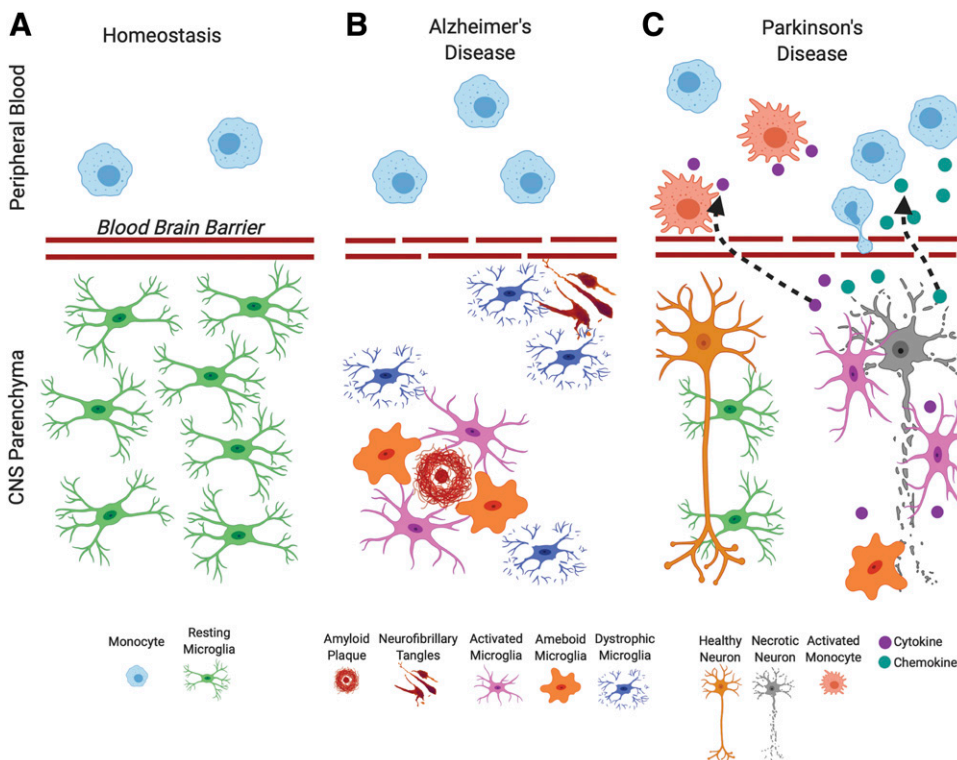 A
Homeostasis
B
Alzheimer's
Disease
C
Parkinson's
Disease
Peripheral Blood
Blood Brain Barrier
CNS Parenchyma
Monocyte
Resting
Microglia
Amyloid
Plaque
Neurofibrillary
Tangles
Activated
Microglia
Ameboid
Microglia
Dystrophic
Microglia
Healthy
Neuron
Necrotic
Neuron
Activated
Monocyte
Cytokine
Chemokine